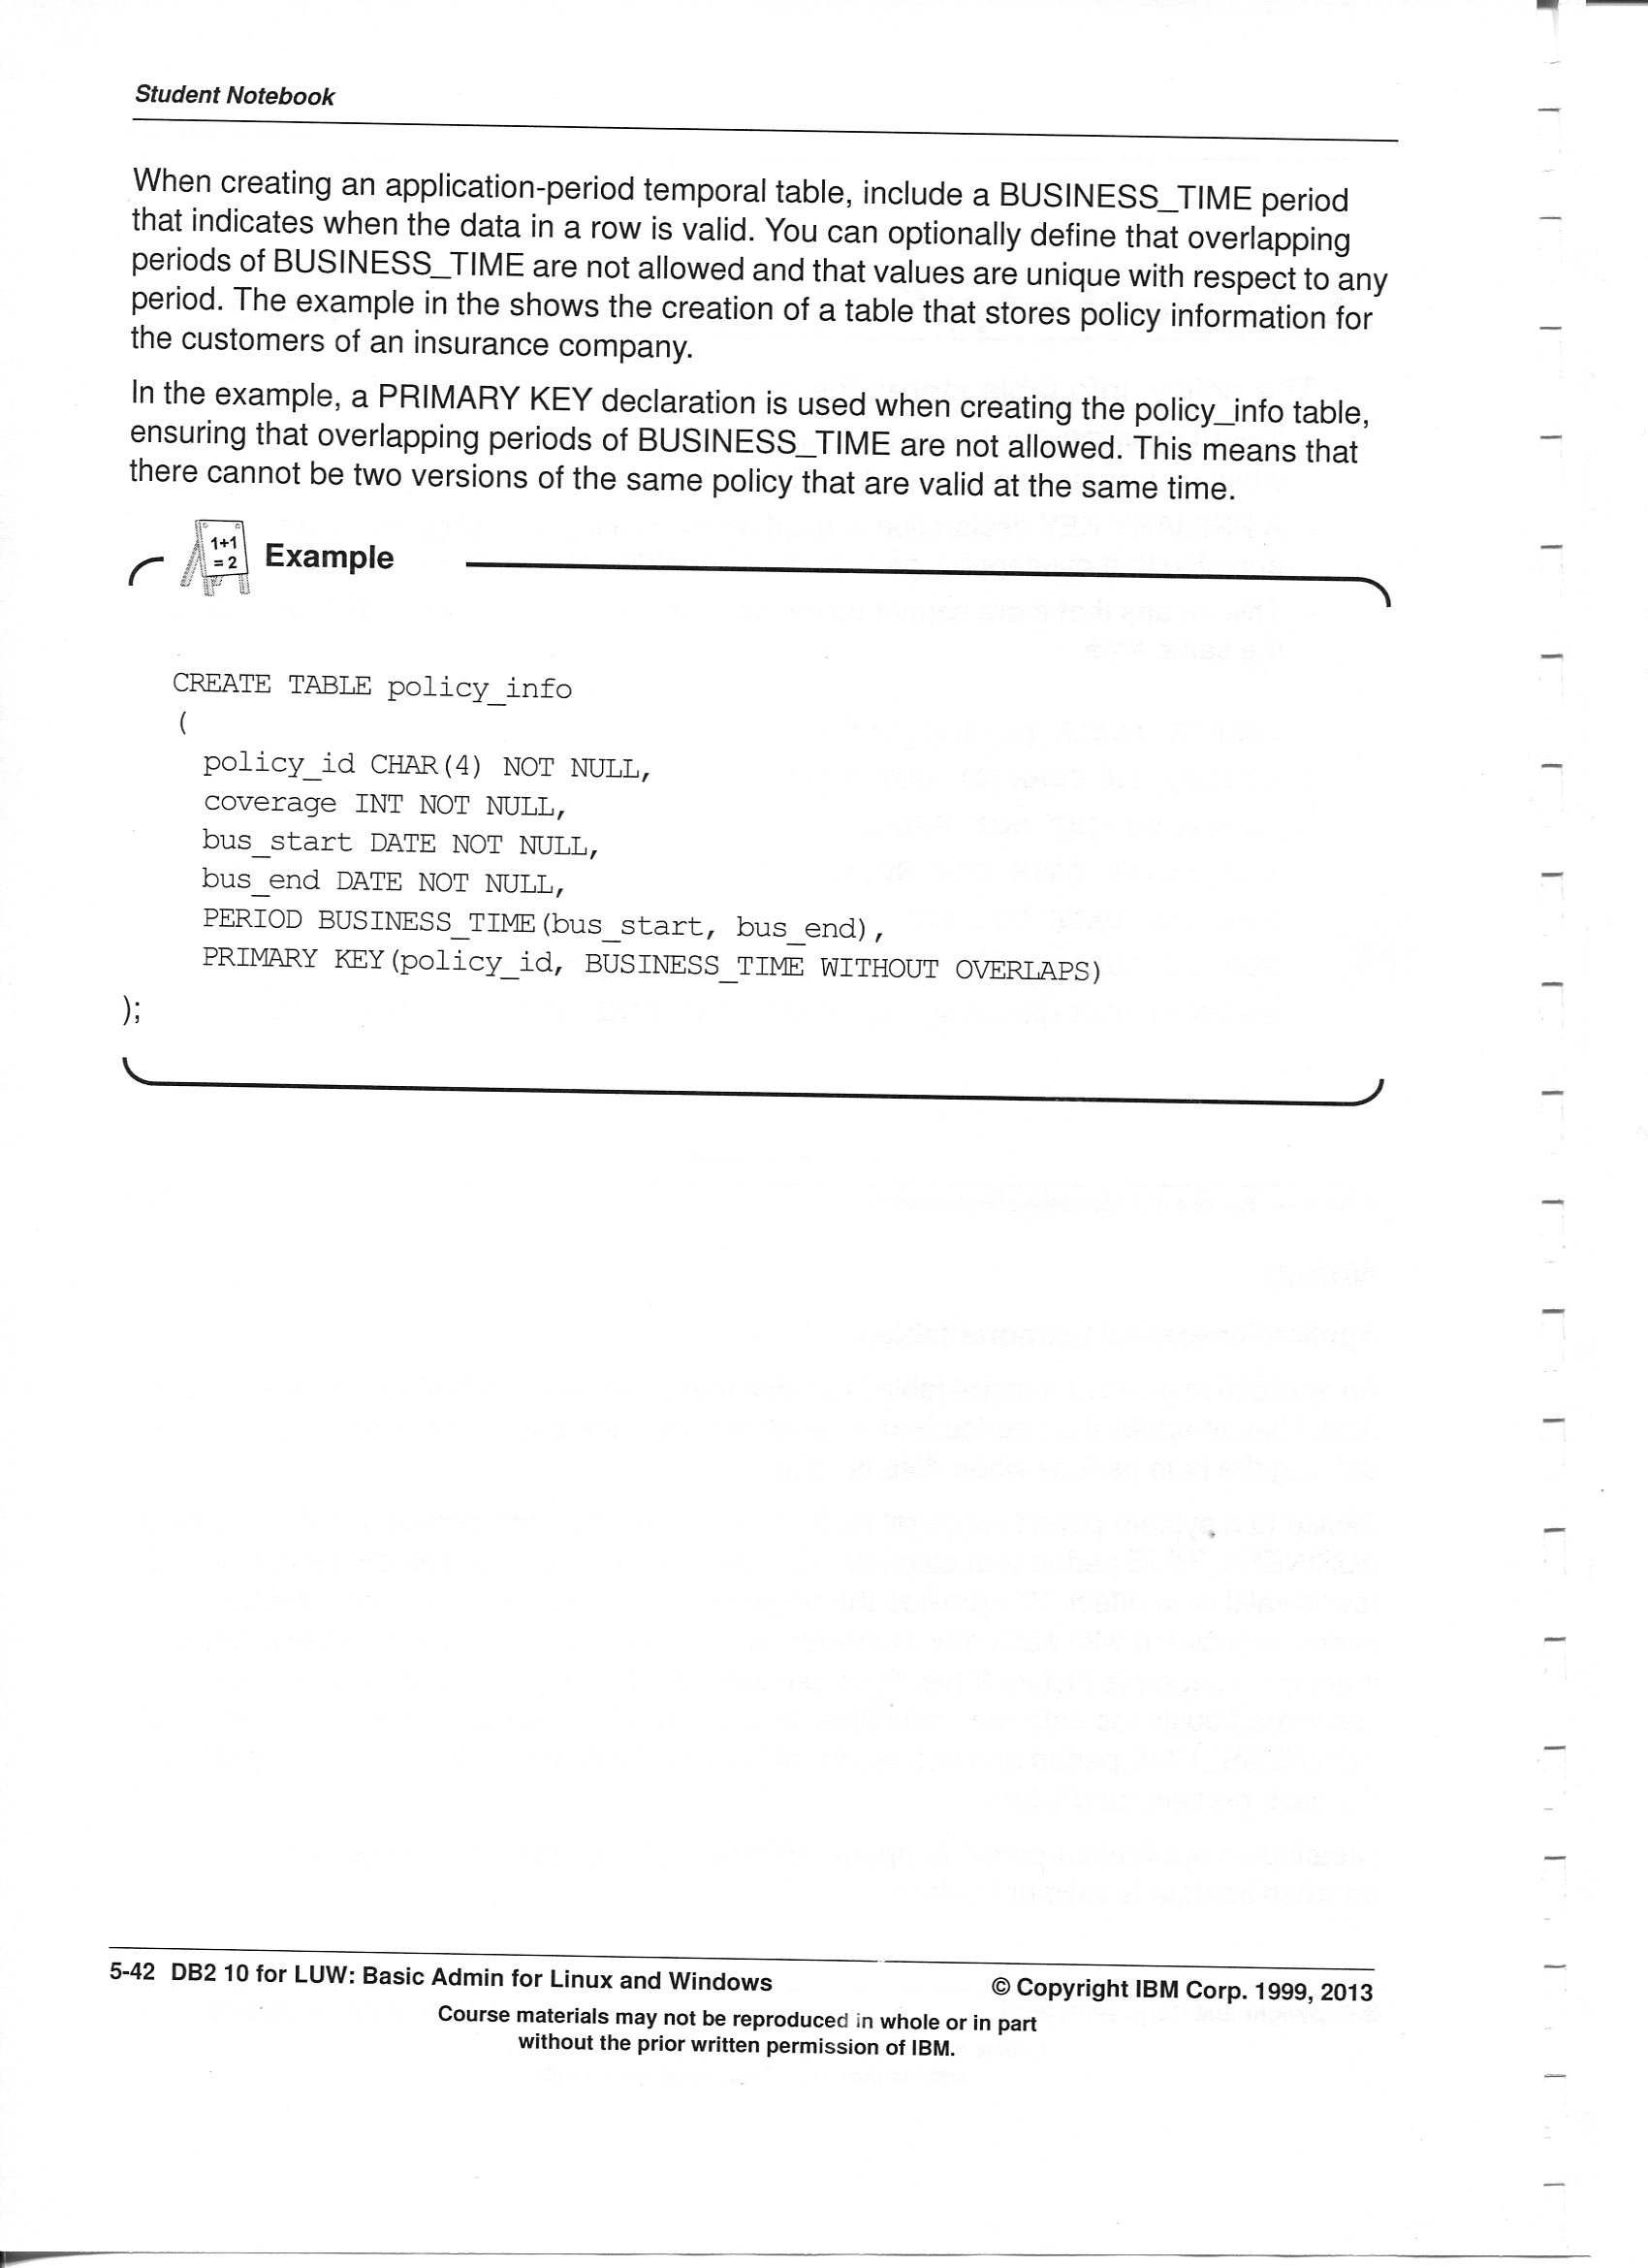 Student Notebook
When creating an application-period temporal table, include a BUSINESS_TIME period
that indicates when the data in a row is valid. You can optionally define that overlapping
periods of BUSINESS_TIME are not allowed and that values are unique with respect to any
period. The example in the shows the creation of a table that stores policy information for
the customers of an insurance company.
In the example, a PRIMARY KEY declaration is used when creating the policy_info table,
ensuring that overlapping periods of BUSINESS_TIME are not allowed. This means that
there cannot be two versions of the same policy that are valid at the same time.
1+1
= 2
Example
CREATE TABLE policy_info
(
policy_id CHAR(4) NOT NULL,
coverage INT NOT NULL,
bus_start DATE NOT NULL,
bus_end DATE NOT NULL,
PERIOD BUSINESS_TIME(bus_start, bus_end),
PRIMARY KEY(policy_id, BUSINESS_TIME WITHOUT OVERLAPS)
);
5-42 DB2 10 for LUW: Basic Admin for Linux and Windows © Copyright IBM Corp. 1999, 2013
Course materials may not be reproduced in whole or in part
without the prior written permission of IBM.